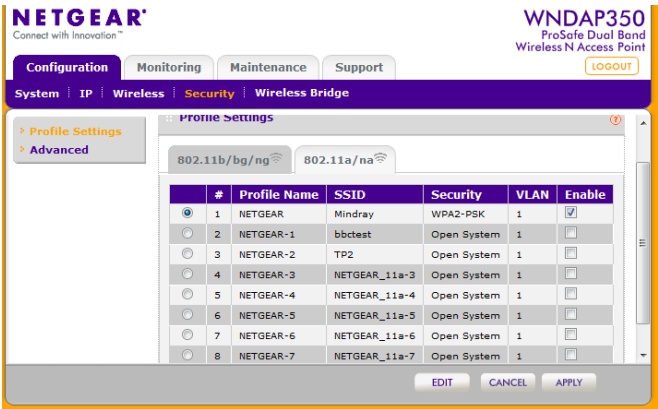 NETGEAR®
Connect with Innovation™
WNDAP350
ProSafe Dual Band
Wireless N Access Point
Configuration Monitoring Maintenance Support LOGOUT
System IP Wireless Security Wireless Bridge
> Profile Settings
> Advanced
:: Profile Settings ?
802.11b/bg/ng 802.11a/na
# Profile Name SSID Security VLAN Enable
1 NETGEAR Mindray WPA2-PSK 1
2 NETGEAR-1 bbctest Open System 1
3 NETGEAR-2 TP2 Open System 1
4 NETGEAR-3 NETGEAR_11a-3 Open System 1
5 NETGEAR-4 NETGEAR_11a-4 Open System 1
6 NETGEAR-5 NETGEAR_11a-5 Open System 1
7 NETGEAR-6 NETGEAR_11a-6 Open System 1
8 NETGEAR-7 NETGEAR_11a-7 Open System 1
EDIT CANCEL APPLY